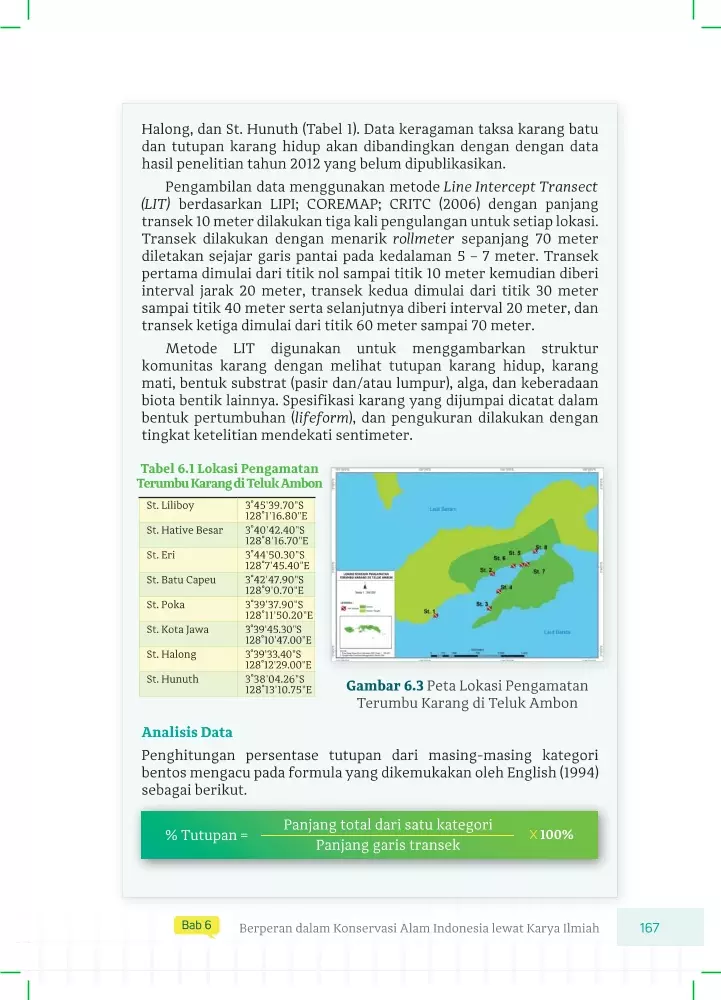 Halong, dan St. Hunuth (Tabel 1). Data keragaman taksa karang batu
dan tutupan karang hidup akan dibandingkan dengan dengan data
hasil penelitian tahun 2012 yang belum dipublikasikan.
Pengambilan data menggunakan metode Line Intercept Transect
(LIT) berdasarkan LIPI; COREMAP; CRITC (2006) dengan panjang
transek 10 meter dilakukan tiga kali pengulangan untuk setiap lokasi.
Transek dilakukan dengan menarik rollmeter sepanjang 70 meter
diletakan sejajar garis pantai pada kedalaman 5 – 7 meter. Transek
pertama dimulai dari titik nol sampai titik 10 meter kemudian diberi
interval jarak 20 meter, transek kedua dimulai dari titik 30 meter
sampai titik 40 meter serta selanjutnya diberi interval 20 meter, dan
transek ketiga dimulai dari titik 60 meter sampai 70 meter.
Metode LIT digunakan untuk menggambarkan struktur
komunitas karang dengan melihat tutupan karang hidup, karang
mati, bentuk substrat (pasir dan/atau lumpur), alga, dan keberadaan
biota bentik lainnya. Spesifikasi karang yang dijumpai dicatat dalam
bentuk pertumbuhan (lifeform), dan pengukuran dilakukan dengan
tingkat ketelitian mendekati sentimeter.
Tabel 6.1 Lokasi Pengamatan
Terumbu Karang di Teluk Ambon
St. Liliboy 3°45'39.70"S
128°1'16.80"E
St. Hative Besar 3°40'42.40"S
128°8'16.70"E
St. Eri 3°44'50.30"S
128°7'45.40"E
St. Batu Capeu 3°42'47.90"S
128°9'0.70"E
St. Poka 3°39'37.90"S
128°11'50.20"E
St. Kota Jawa 3°39'45.30"S
128°10'47.00"E
St. Halong 3°39'33.40"S
128°12'29.00"E
St. Hunuth 3°38'04.26"S
128°13'10.75"E
Laut Seram
St. 8
St. 5
St. 6
St. 2
St. 7
St. 4
St. 3
St. 1
LOKASI STASIUN PENGAMATAN
TERUMBU KARANG DI TELUK AMBON
Gambar 6.3 Peta Lokasi Pengamatan
Terumbu Karang di Teluk Ambon
Analisis Data
Penghitungan persentase tutupan dari masing-masing kategori
bentos mengacu pada formula yang dikemukakan oleh English (1994)
sebagai berikut.
% Tutupan = Panjang total dari satu kategori X 100%
Panjang garis transek
Bab 6 Berperan dalam Konservasi Alam Indonesia lewat Karya Ilmiah 167